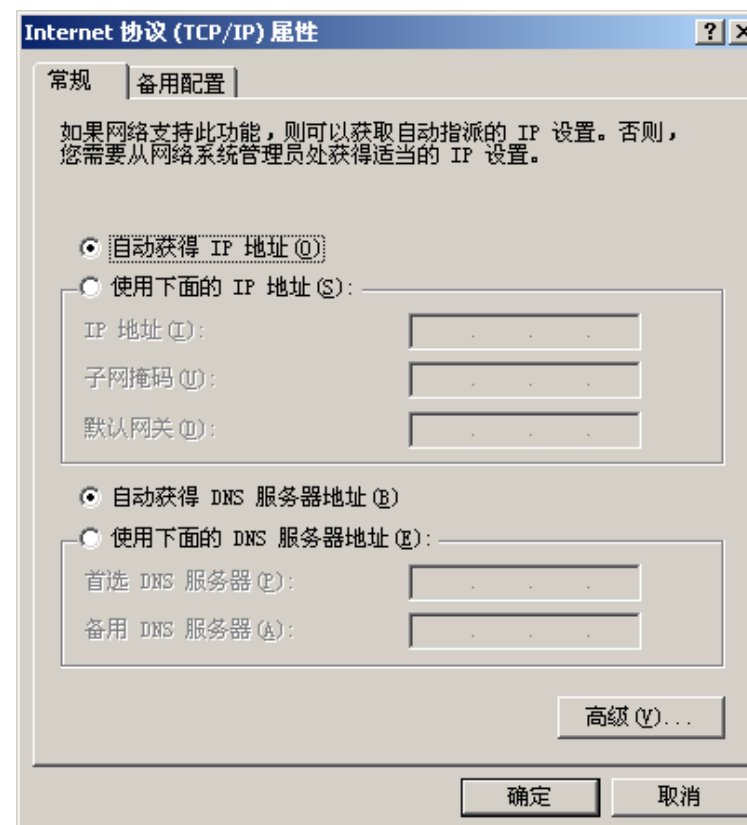 Internet 协议 (TCP/IP) 属性
常规 备用配置
如果网络支持此功能，则可以获取自动指派的 IP 设置。否则，
您需要从网络系统管理员处获得适当的 IP 设置。
自动获得 IP 地址(O)
使用下面的 IP 地址(S):
IP 地址(I):
子网掩码(U):
默认网关(D):
自动获得 DNS 服务器地址(B)
使用下面的 DNS 服务器地址(E):
首选 DNS 服务器(P):
备用 DNS 服务器(A):
高级(V)...
确定 取消